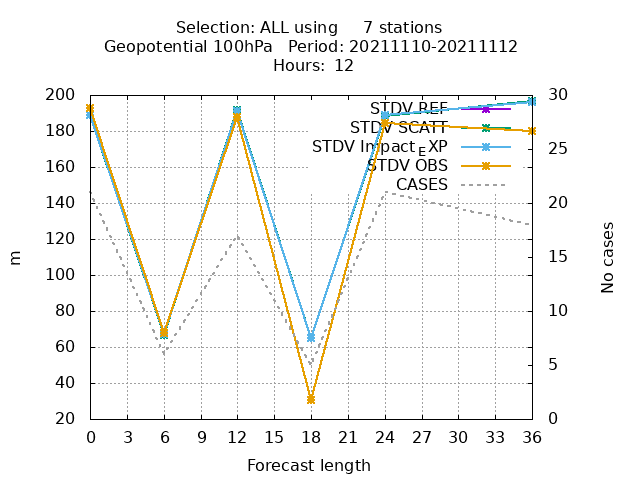 Selection: ALL using 7 stations
Geopotential 100hPa Period: 20211110-20211112
Hours: 12
STDV REF
STDV SCATT
STDV Impact_EXP
STDV OBS
CASES
200
180
160
140
120
100
80
60
40
20
30
25
20
15
10
5
0
m
No cases
0 3 6 9 12 15 18 21 24 27 30 33 36
Forecast length